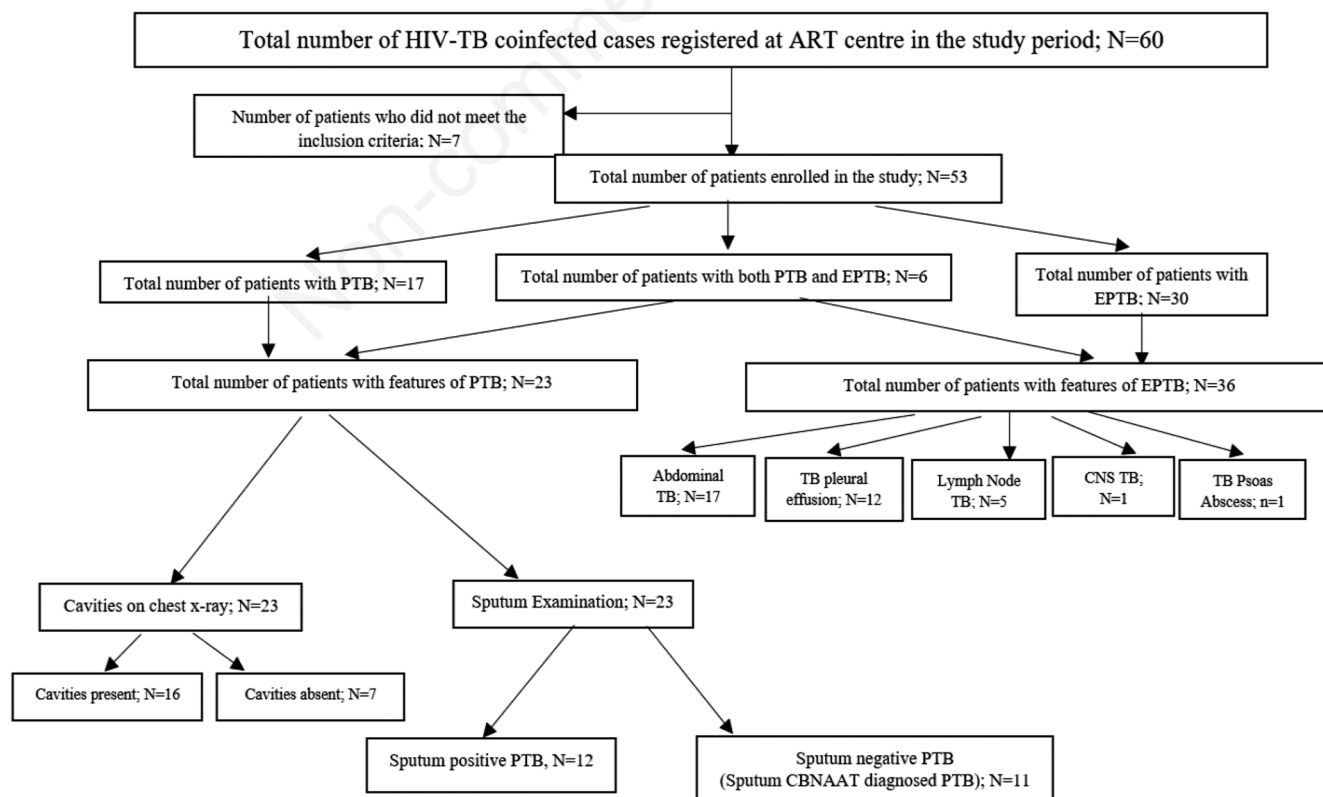 Total number of HIV-TB coinfected cases registered at ART centre in the study period; N=60
Number of patients who did not meet the
inclusion criteria; N=7
Total number of patients enrolled in the study; N=53
Total number of patients with PTB; N=17
Total number of patients with both PTB and EPTB; N=6
Total number of patients with
EPTB; N=30
Total number of patients with features of PTB; N=23
Total number of patients with features of EPTB; N=36
Abdominal
TB; N=17
TB pleural
effusion; N=12
Lymph Node
TB; N=5
CNS TB;
N=1
TB Psoas
Abscess; n=1
Cavities on chest x-ray; N=23
Sputum Examination; N=23
Cavities present; N=16
Cavities absent; N=7
Sputum positive PTB, N=12
Sputum negative PTB
(Sputum CBNAAT diagnosed PTB); N=11
Non-comme